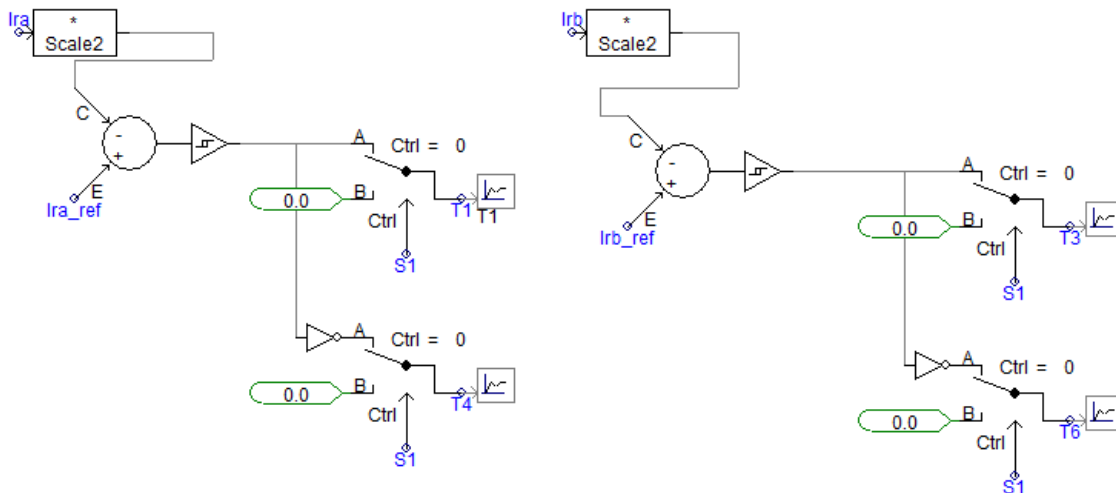 Ira
*
Scale2
C
-
+
E
Ira_ref
A
Ctrl = 0
B
0.0
Ctrl
T1
T1
S1
A
Ctrl = 0
B
0.0
Ctrl
T4
S1
Irb
*
Scale2
C
-
+
E
Irb_ref
A
Ctrl = 0
B
0.0
Ctrl
T3
S1
A
Ctrl = 0
B
0.0
Ctrl
T6
S1